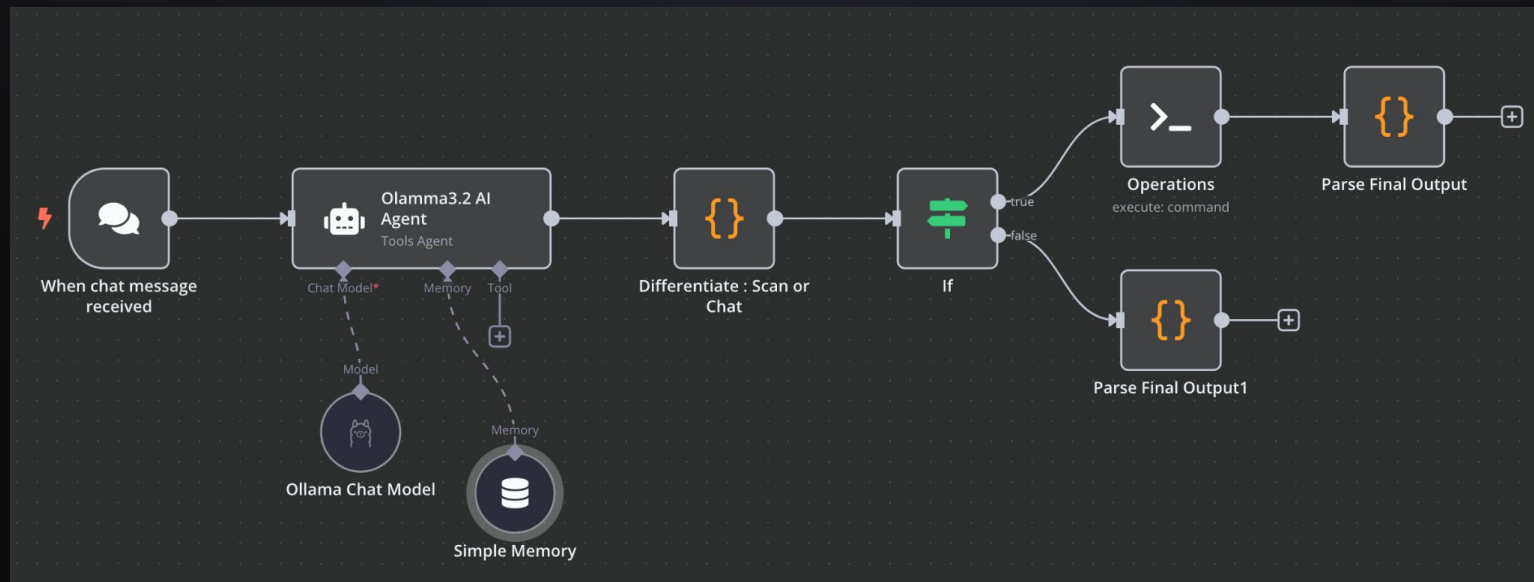 When chat message
received
Olamma3.2 AI
Agent
Tools Agent
Chat Model*
Memory
Tool
Model
Ollama Chat Model
Memory
Simple Memory
Differentiate : Scan or
Chat
If
true
false
Operations
execute: command
Parse Final Output
Parse Final Output1